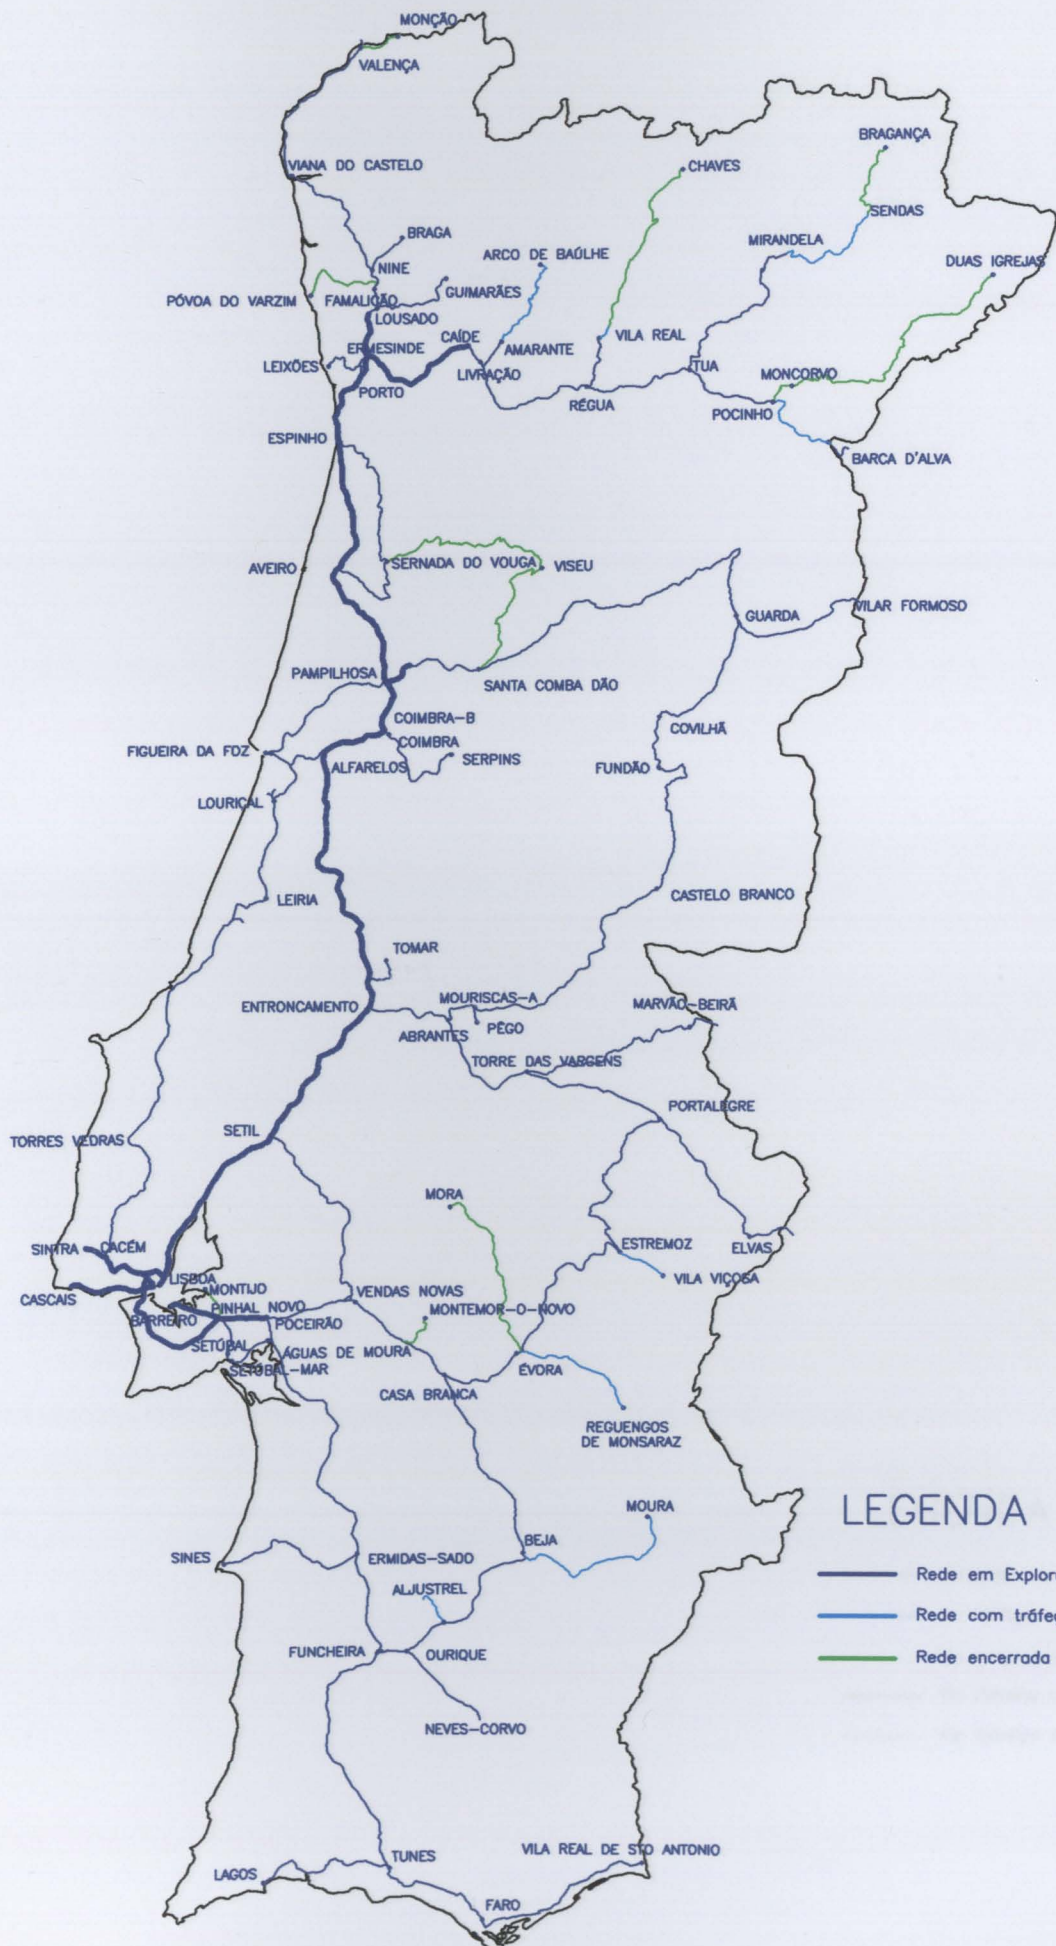 MONÇÃO
VALENÇA
BRAGANÇA
VIANA DO CASTELO
CHAVES
SENDAS
BRAGA
MIRANDELA
ARCO DE BAÚLHE
DUAS IGREJAS
NINE
GUIMARÃES
PÓVOA DO VARZIM
FAMALICÃO
LOUSADO
ERMESINDE
CAÍDE
AMARANTE
VILA REAL
LEIXÕES
LIVRAÇÃO
TUA
MONCORVO
PORTO
RÉGUA
POCINHO
ESPINHO
BARCA D'ALVA
AVEIRO
SERNADA DO VOUGA
VISEU
VILAR FORMOSO
GUARDA
PAMPILHOSA
SANTA COMBA DÃO
COIMBRA-B
COVILHÃ
COIMBRA
FIGUEIRA DA FOZ
SERPINS
ALFARELOS
FUNDÃO
LOURIÇAL
LEIRIA
CASTELO BRANCO
TOMAR
ENTRONCAMENTO
MOURISCAS-A
MARVÃO-BEIRÃ
ABRANTES
PÊGO
TORRE DAS VARGENS
PORTALEGRE
SETIL
TORRES VEDRAS
MORA
SINTRA
CACÉM
ESTREMOZ
ELVAS
LISBOA
VILA VIÇOSA
MONTIJO
CASCAIS
VENDAS NOVAS
PINHAL NOVO
MONTEMOR-O-NOVO
BARREIRO
POCEIRÃO
SETÚBAL
ÁGUAS DE MOURA
ÉVORA
SETÚBAL-MAR
CASA BRANCA
REGUENGOS
DE MONSARAZ
MOURA
LEGENDA
BEJA
SINES
ERMIDAS-SADO
Rede em Explor
ALJUSTREL
Rede com tráfe
FUNCHEIRA
OURIQUE
Rede encerrada
NEVES-CORVO
VILA REAL DE STO ANTONIO
TUNES
LAGOS
FARO